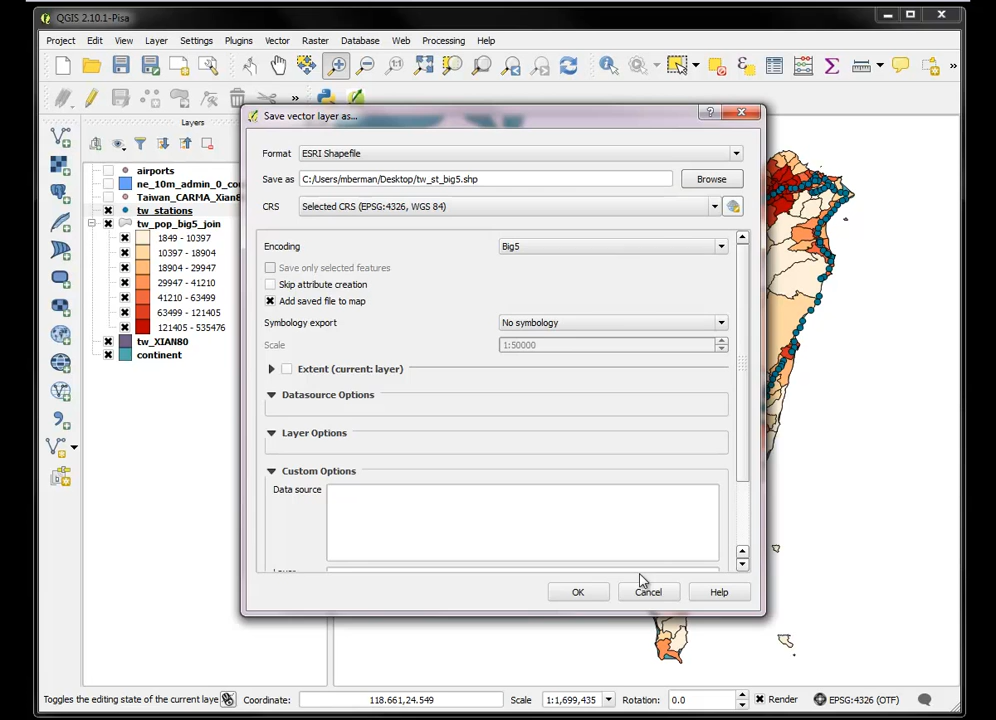 QGIS 2.10.1-Pisa
Project Edit View Layer Settings Plugins Vector Raster Database Web Processing Help
Layers
airports
ne_10m_admin_0_cou
Taiwan_CARMA_Xian8
tw_stations
tw_pop_big5_join
1849 - 10397
10397 - 18904
18904 - 29947
29947 - 41210
41210 - 63499
63499 - 121405
121405 - 535476
tw_XIAN80
continent
Save vector layer as...
Format ESRI Shapefile
Save as C:/Users/mberman/Desktop/tw_st_big5.shp Browse
CRS Selected CRS (EPSG:4326, WGS 84)
Encoding Big5
Save only selected features
Skip attribute creation
Add saved file to map
Symbology export No symbology
Scale 1:50000
Extent (current: layer)
Datasource Options
Layer Options
Custom Options
Data source
OK Cancel Help
Toggles the editing state of the current laye Coordinate: 118.661,24.549 Scale 1:1,699,435 Rotation: 0.0 Render EPSG:4326 (OTF)